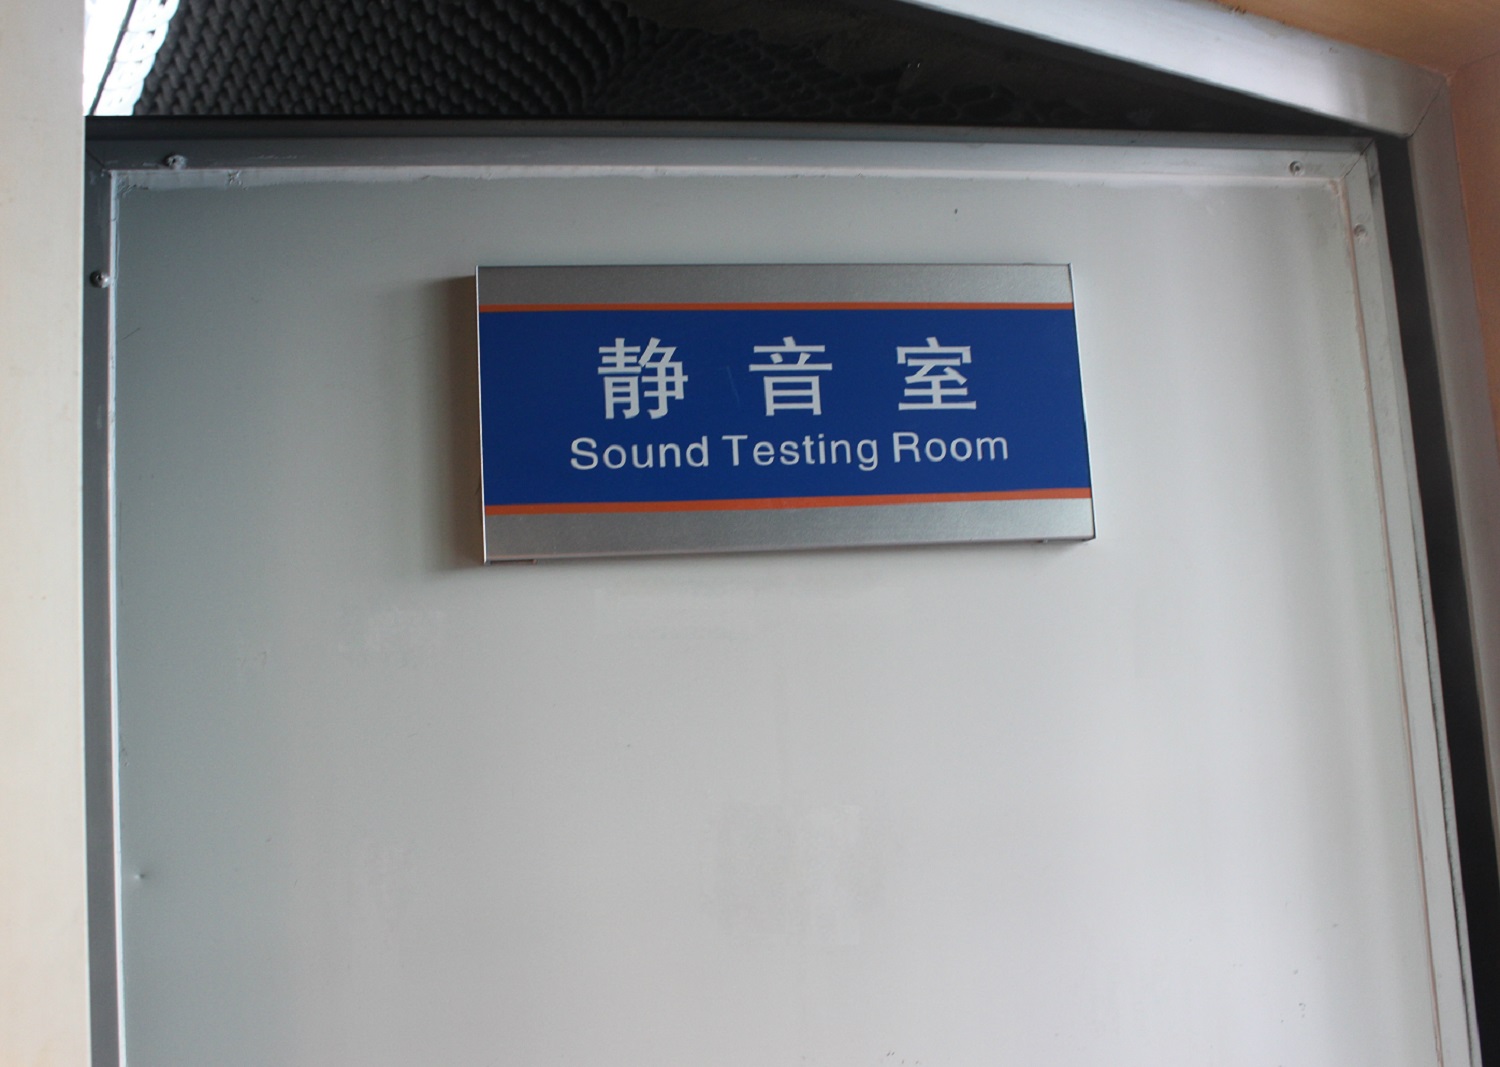 静音室
Sound Testing Room